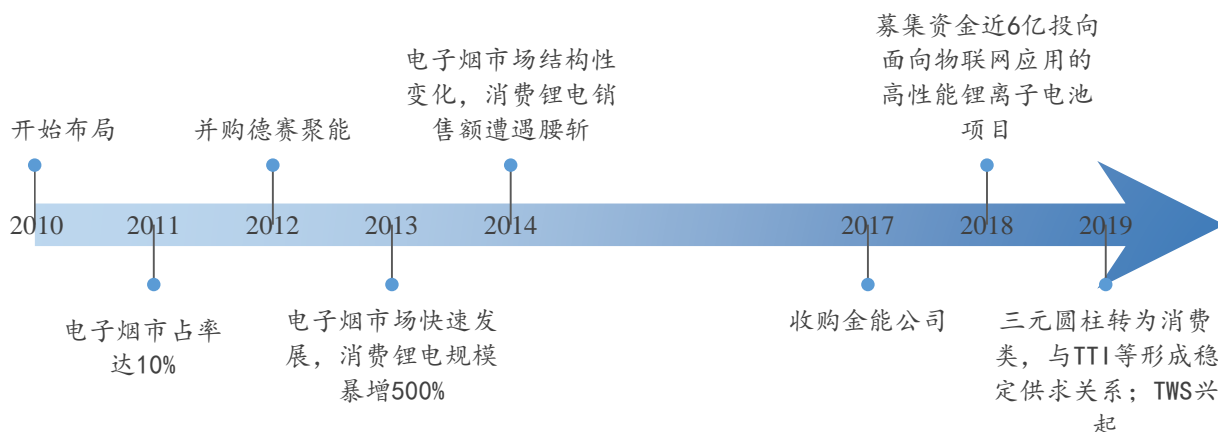 募集资金近6亿投向
面向物联网应用的
高性能锂离子电池
项目
电子烟市场结构性
变化，消费锂电销
售额遭遇腰斩
开始布局
并购德赛聚能
2010
2011
2012
2013
2014
2017
2018
2019
电子烟市占率
达10%
电子烟市场快速发
展，消费锂电规模
暴增500%
收购金能公司
三元圆柱转为消费
类，与TTI等形成稳
定供求关系；TWS兴
起